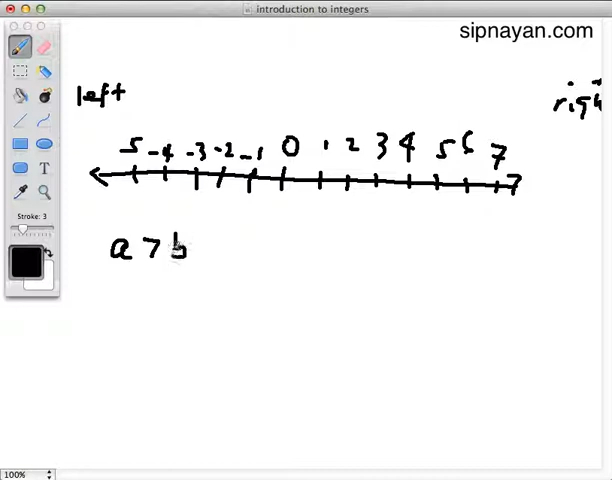 introduction to integers
sipnayan.com
left
-5 -4 -3 -2 -1 0 1 2 3 4 5 6 7
a > b
T
Stroke: 3
100%